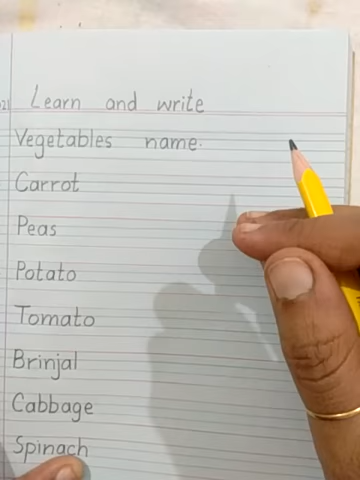 Learn and write
Vegetables name.
Carrot
Peas
Potato
Tomato
Brinjal
Cabbage
Spinach